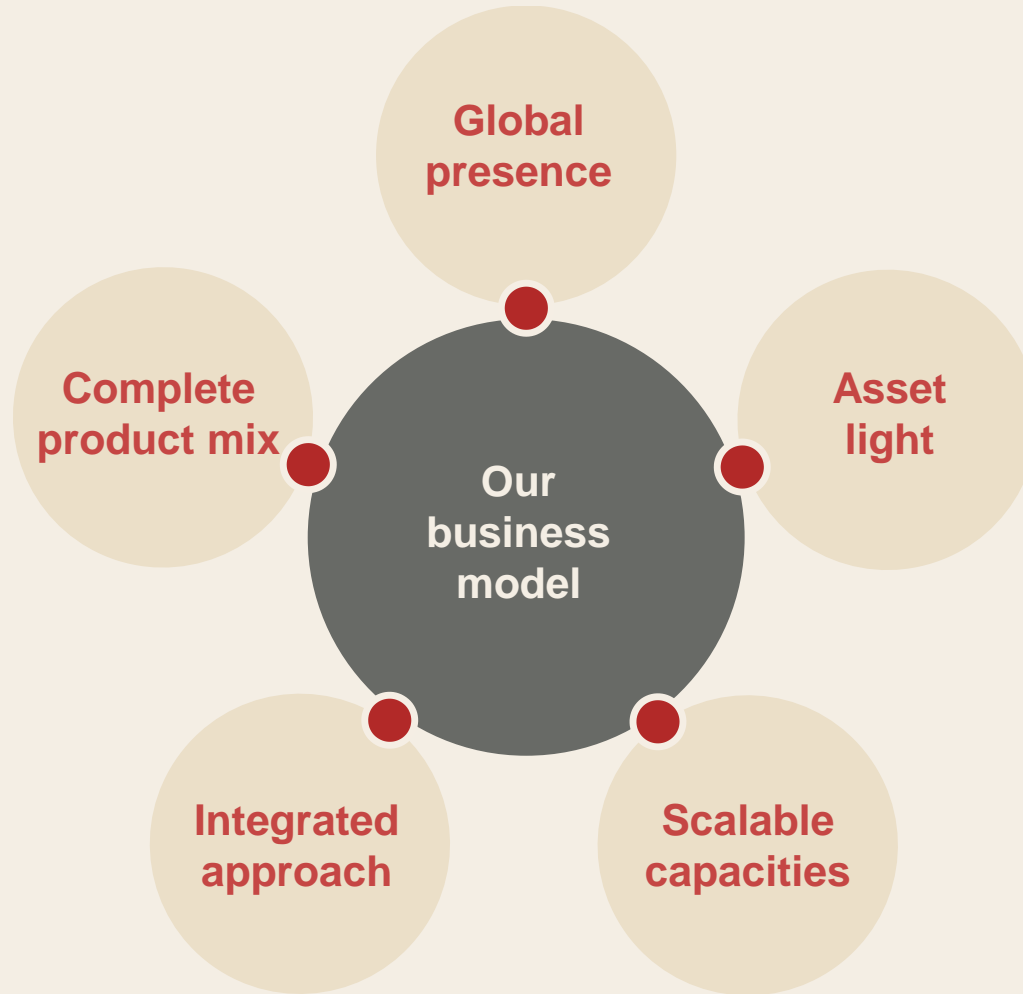 Global
presence
Complete
product mix
Asset
light
Our
business
model
Integrated
approach
Scalable
capacities